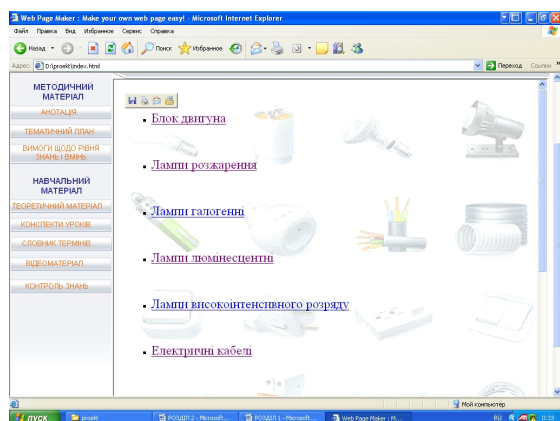 Web Page Maker : Make your own web page easy! - Microsoft Internet Explorer
Файл Правка Вид Избранное Сервис Справка
Назад Поиск Избранное
Адрес: D:\proekt\index.html Переход Ссылки
МЕТОДИЧНИЙ
МАТЕРІАЛ
АНОТАЦІЯ
ТЕМАТИЧНИЙ ПЛАН
ВИМОГИ ЩОДО РІВНЯ
ЗНАНЬ І ВМІНЬ
НАВЧАЛЬНИЙ
МАТЕРІАЛ
ТЕОРЕТИЧНИЙ МАТЕРІАЛ
КОНСПЕКТИ УРОКІВ
СЛОВНИК ТЕРМІНІВ
ВІДЕОМАТЕРІАЛ
КОНТРОЛЬ ЗНАНЬ
Блок двигуна
Лампи розжарення
Лампи галогенні
Лампи люмінесцентні
Лампи високоінтенсивного розряду
Електричні кабелі
Мой компьютер
пуск proekt РОЗДІЛ 2 - Microsoft... РОЗДІЛ 1 - Microsoft... Web Page Maker : M... RU 0:33